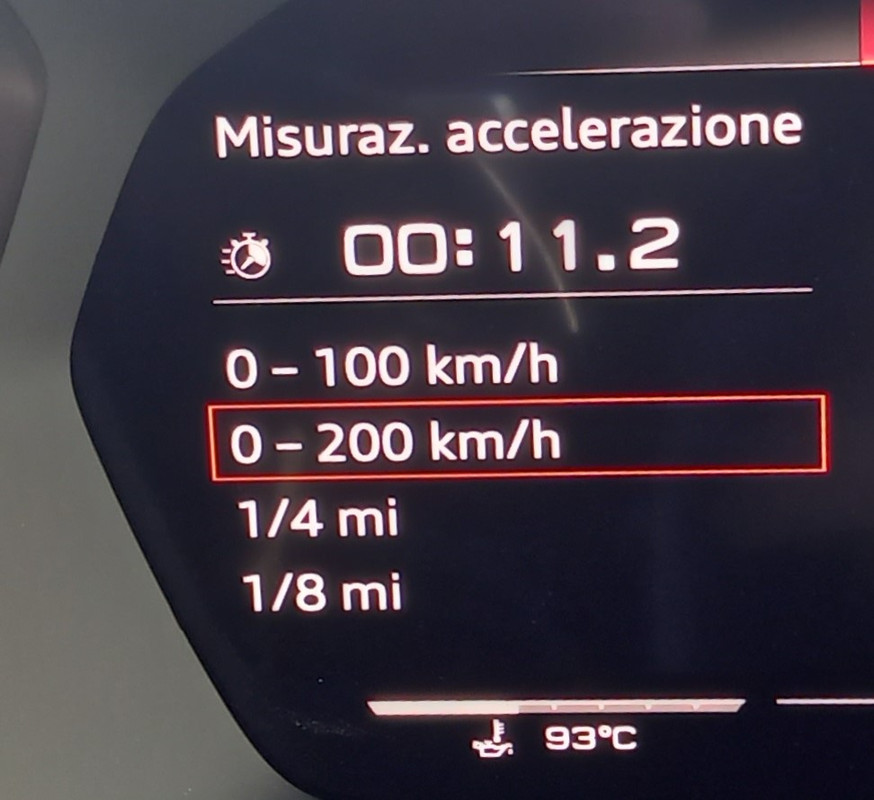 Misuraz. accelerazione
00:11.2
0 – 100 km/h
0 – 200 km/h
1/4 mi
1/8 mi
93°C